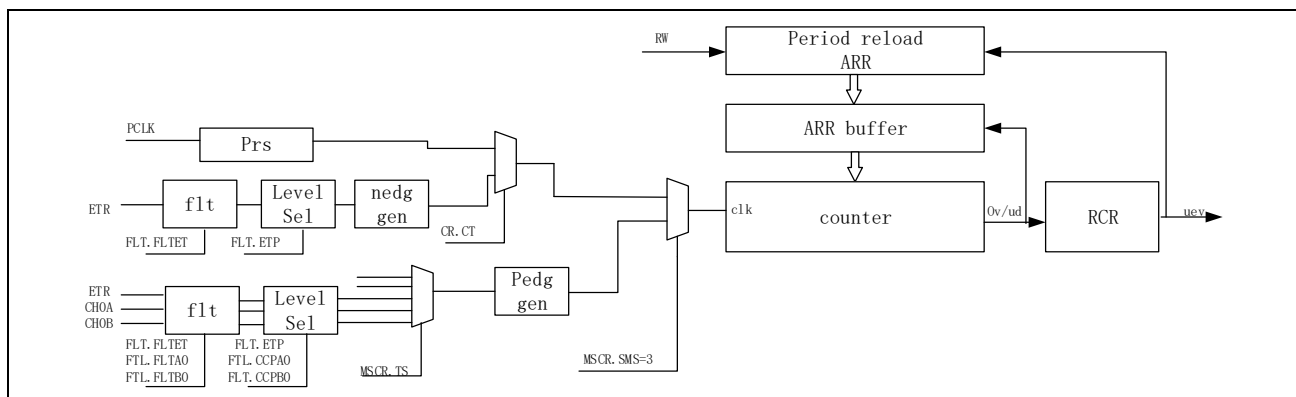 RW
Period reload
ARR
PCLK
Prs
ARR buffer
ETR
flt
Level
Sel
nedg
gen
clk
counter
Ov/ud
RCR
uev
FLT.FLTET
FLT.ETP
CR.CT
ETR
CH0A
CH0B
flt
Level
Sel
Pedg
gen
FLT.FLTET
FTL.FLTA0
FTL.FLTB0
FLT.ETP
FTL.CCPA0
FLT.CCPB0
MSCR.TS
MSCR.SMS=3